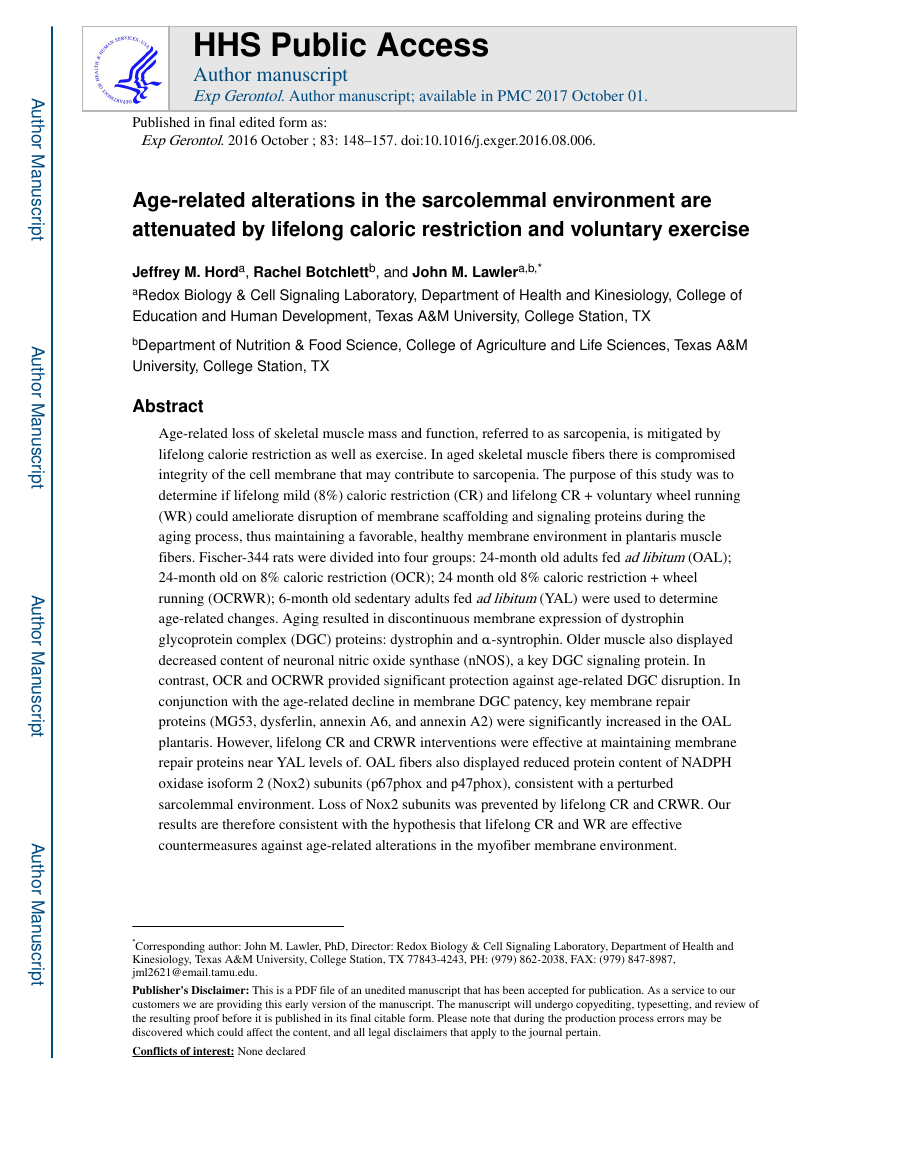 HHS Public Access
Author manuscript
Exp Gerontol. Author manuscript; available in PMC 2017 October 01.
Published in final edited form as:
Exp Gerontol. 2016 October ; 83: 148–157. doi:10.1016/j.exger.2016.08.006.
Age-related alterations in the sarcolemmal environment are
attenuated by lifelong caloric restriction and voluntary exercise
Jeffrey M. Hordᵃ, Rachel Botchlettᵇ, and John M. Lawlerᵃ,ᵇ,*
ᵃRedox Biology & Cell Signaling Laboratory, Department of Health and Kinesiology, College of
Education and Human Development, Texas A&M University, College Station, TX
ᵇDepartment of Nutrition & Food Science, College of Agriculture and Life Sciences, Texas A&M
University, College Station, TX
Abstract
Age-related loss of skeletal muscle mass and function, referred to as sarcopenia, is mitigated by
lifelong calorie restriction as well as exercise. In aged skeletal muscle fibers there is compromised
integrity of the cell membrane that may contribute to sarcopenia. The purpose of this study was to
determine if lifelong mild (8%) caloric restriction (CR) and lifelong CR + voluntary wheel running
(WR) could ameliorate disruption of membrane scaffolding and signaling proteins during the
aging process, thus maintaining a favorable, healthy membrane environment in plantaris muscle
fibers. Fischer-344 rats were divided into four groups: 24-month old adults fed ad libitum (OAL);
24-month old on 8% caloric restriction (OCR); 24 month old 8% caloric restriction + wheel
running (OCRWR); 6-month old sedentary adults fed ad libitum (YAL) were used to determine
age-related changes. Aging resulted in discontinuous membrane expression of dystrophin
glycoprotein complex (DGC) proteins: dystrophin and α-syntrophin. Older muscle also displayed
decreased content of neuronal nitric oxide synthase (nNOS), a key DGC signaling protein. In
contrast, OCR and OCRWR provided significant protection against age-related DGC disruption. In
conjunction with the age-related decline in membrane DGC patency, key membrane repair
proteins (MG53, dysferlin, annexin A6, and annexin A2) were significantly increased in the OAL
plantaris. However, lifelong CR and CRWR interventions were effective at maintaining membrane
repair proteins near YAL levels of. OAL fibers also displayed reduced protein content of NADPH
oxidase isoform 2 (Nox2) subunits (p67phox and p47phox), consistent with a perturbed
sarcolemmal environment. Loss of Nox2 subunits was prevented by lifelong CR and CRWR. Our
results are therefore consistent with the hypothesis that lifelong CR and WR are effective
countermeasures against age-related alterations in the myofiber membrane environment.
*Corresponding author: John M. Lawler, PhD, Director: Redox Biology & Cell Signaling Laboratory, Department of Health and
Kinesiology, Texas A&M University, College Station, TX 77843-4243, PH: (979) 862-2038, FAX: (979) 847-8987,
jml2621@email.tamu.edu.
Publisher's Disclaimer: This is a PDF file of an unedited manuscript that has been accepted for publication. As a service to our
customers we are providing this early version of the manuscript. The manuscript will undergo copyediting, typesetting, and review of
the resulting proof before it is published in its final citable form. Please note that during the production process errors may be
discovered which could affect the content, and all legal disclaimers that apply to the journal pertain.
Conflicts of interest: None declared
Author Manuscript
Author Manuscript
Author Manuscript
Author Manuscript
DEPARTMENT OF HEALTH & HUMAN SERVICES · USA